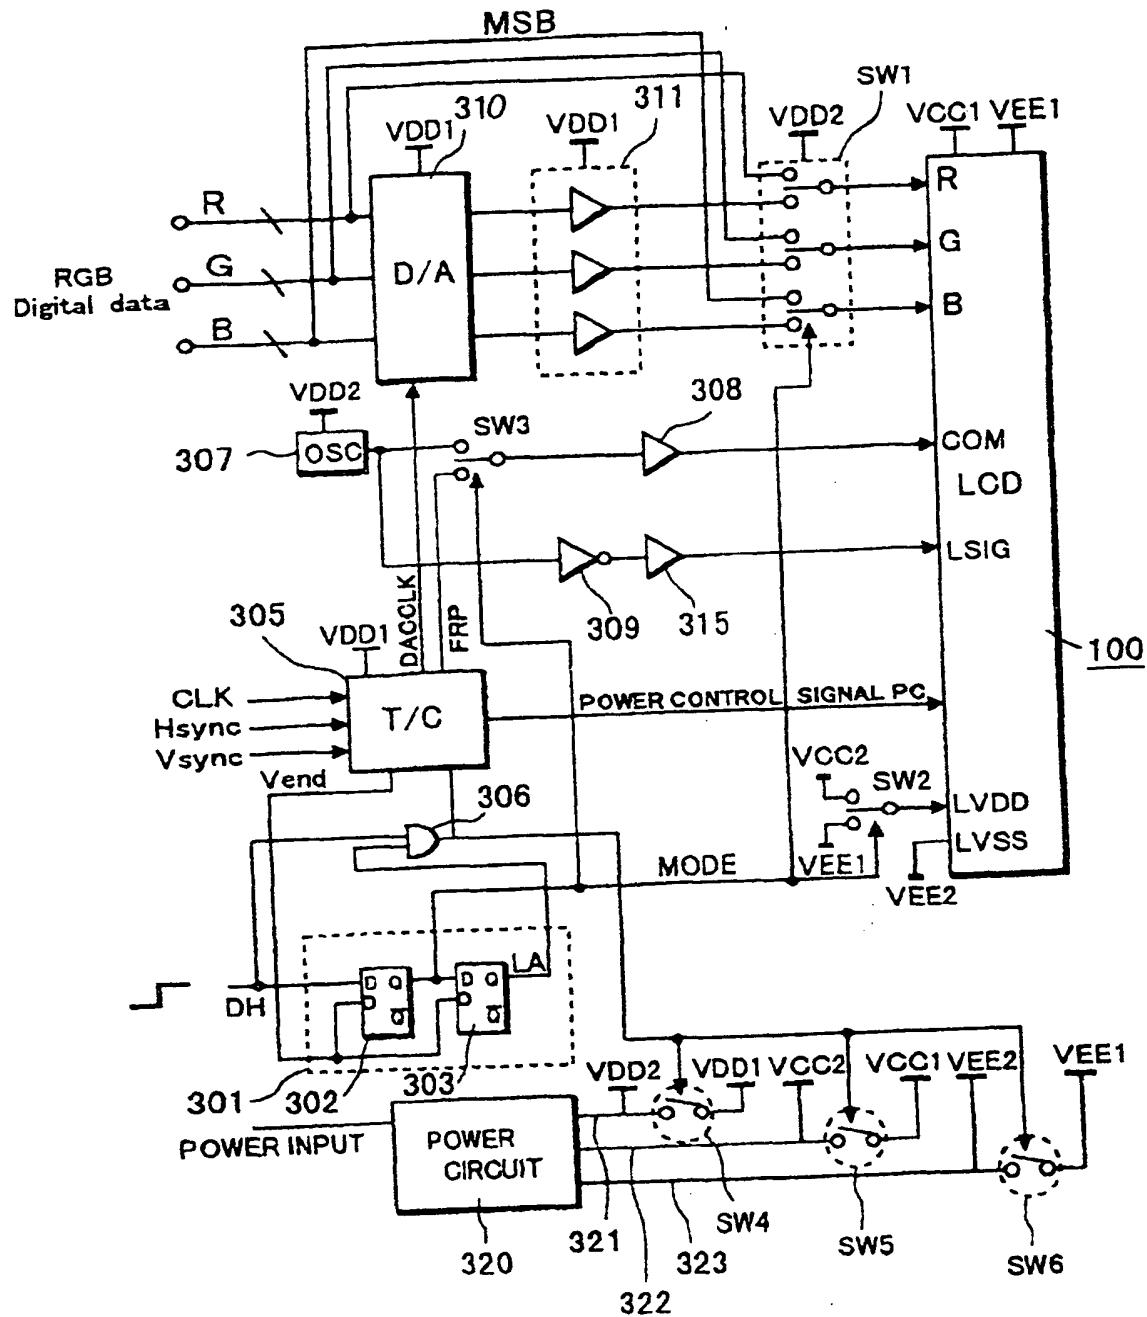 MSB
310
311
SW1
VDD1
VDD1
VDD2
VCC1
VEE1
R
R
D/A
G
G
RGB
Digital data
B
B
VDD2
308
SW3
307
OSC
COM
LCD
LSIG
309
315
305
VDD1
DACCLK
FRP
100
CLK
Hsync
Vsync
T/C
POWER CONTROL SIGNAL PC
Vend
VCC2
SW2
306
LVDD
LVSS
VEE1
VEE2
MODE
LA
D Q
Q
D Q
Q
DH
301
302
303
VDD2
VDD1
VCC2
VCC1
VEE2
VEE1
POWER INPUT
POWER
CIRCUIT
320
321
322
323
SW4
SW5
SW6